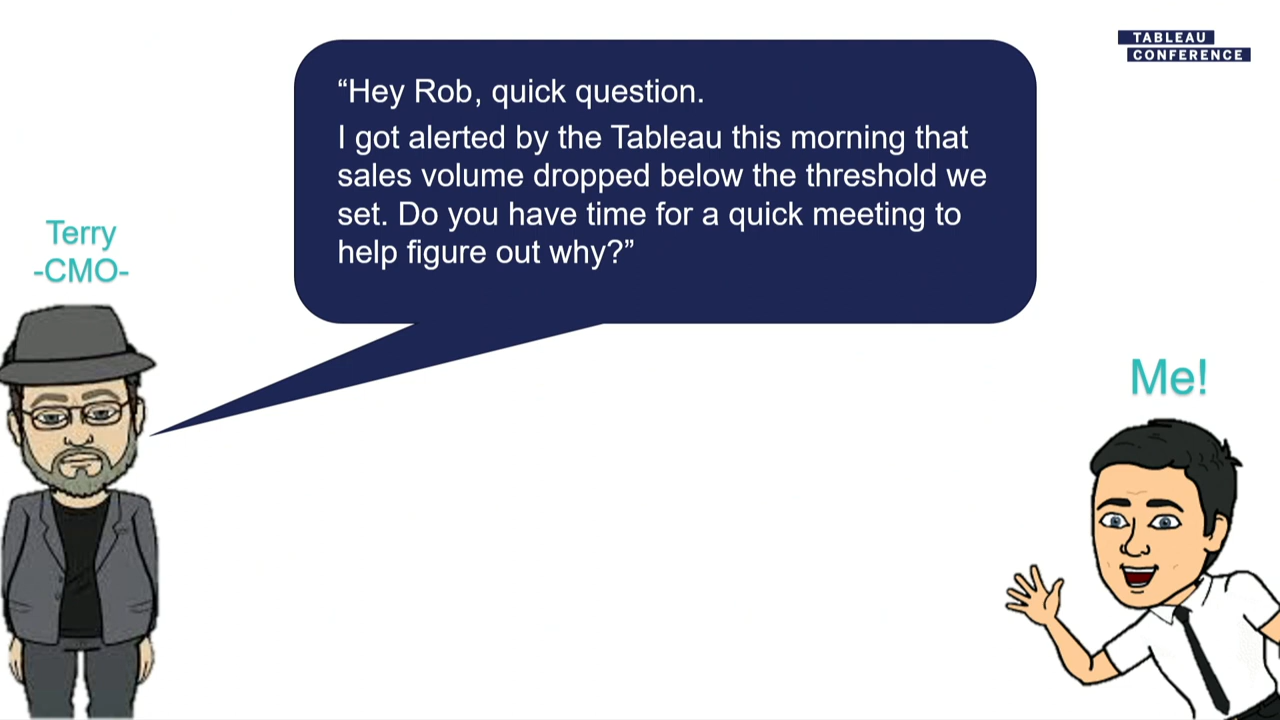 TABLEAU
CONFERENCE
“Hey Rob, quick question.
I got alerted by the Tableau this morning that
sales volume dropped below the threshold we
set. Do you have time for a quick meeting to
help figure out why?”
Terry
-CMO-
Me!